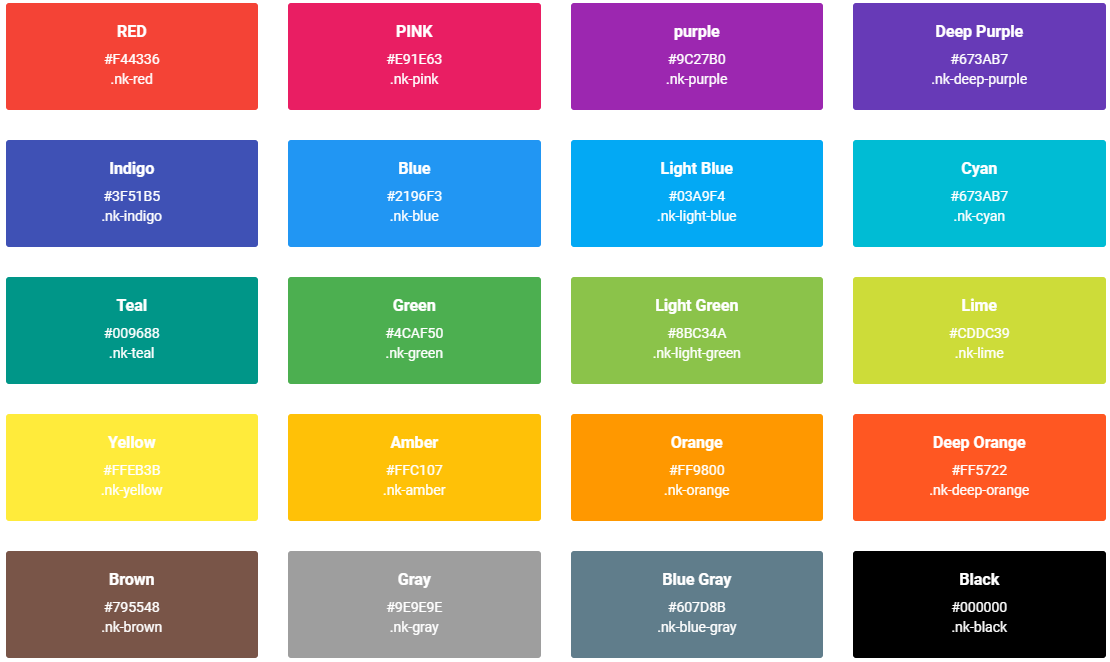 RED
#F44336
.nk-red
PINK
#E91E63
.nk-pink
purple
#9C27B0
.nk-purple
Deep Purple
#673AB7
.nk-deep-purple
Indigo
#3F51B5
.nk-indigo
Blue
#2196F3
.nk-blue
Light Blue
#03A9F4
.nk-light-blue
Cyan
#673AB7
.nk-cyan
Teal
#009688
.nk-teal
Green
#4CAF50
.nk-green
Light Green
#8BC34A
.nk-light-green
Lime
#CDDC39
.nk-lime
Yellow
#FFEB3B
.nk-yellow
Amber
#FFC107
.nk-amber
Orange
#FF9800
.nk-orange
Deep Orange
#FF5722
.nk-deep-orange
Brown
#795548
.nk-brown
Gray
#9E9E9E
.nk-gray
Blue Gray
#607D8B
.nk-blue-gray
Black
#000000
.nk-black